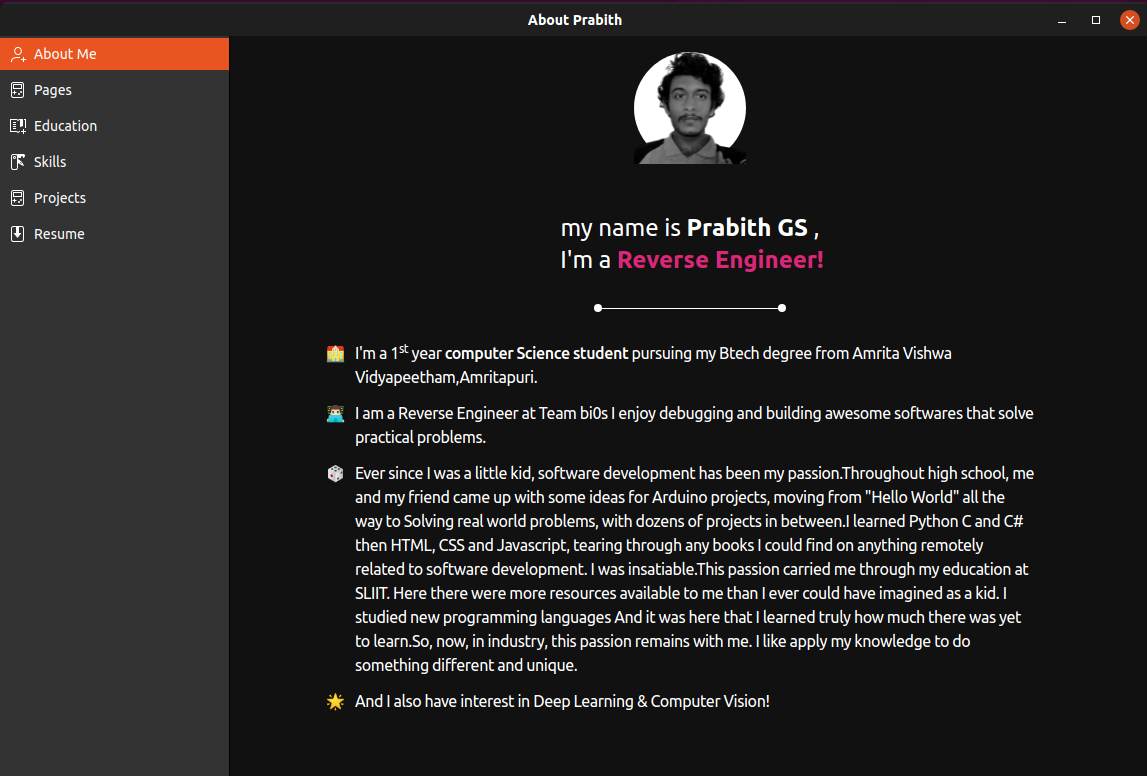 About Prabith
About Me
Pages
Education
Skills
Projects
Resume
my name is Prabith GS ,
I'm a Reverse Engineer!
I'm a 1st year computer Science student pursuing my Btech degree from Amrita Vishwa
Vidyapeetham,Amritapuri.
I am a Reverse Engineer at Team bi0s I enjoy debugging and building awesome softwares that solve
practical problems.
Ever since I was a little kid, software development has been my passion.Throughout high school, me
and my friend came up with some ideas for Arduino projects, moving from "Hello World" all the
way to Solving real world problems, with dozens of projects in between.I learned Python C and C#
then HTML, CSS and Javascript, tearing through any books I could find on anything remotely
related to software development. I was insatiable.This passion carried me through my education at
SLIIT. Here there were more resources available to me than I ever could have imagined as a kid. I
studied new programming languages And it was here that I learned truly how much there was yet
to learn.So, now, in industry, this passion remains with me. I like apply my knowledge to do
something different and unique.
And I also have interest in Deep Learning & Computer Vision!